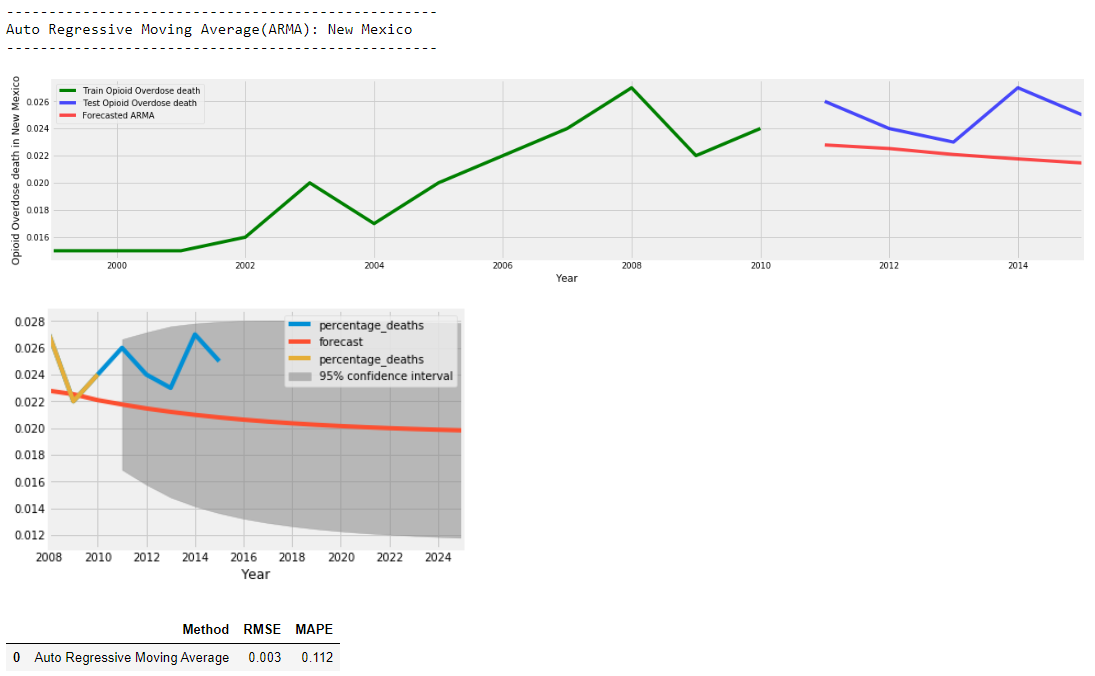 --------------------------------------------------
Auto Regressive Moving Average(ARMA): New Mexico
--------------------------------------------------
Opioid Overdose death in New Mexico
Train Opioid Overdose death
Test Opioid Overdose death
Forecasted ARMA
0.026
0.024
0.022
0.020
0.018
0.016
2000 2002 2004 2006 2008 2010 2012 2014
Year
percentage_deaths
forecast
percentage_deaths
95% confidence interval
0.028
0.026
0.024
0.022
0.020
0.018
0.016
0.014
0.012
2008 2010 2012 2014 2016 2018 2020 2022 2024
Year
Method RMSE MAPE
0 Auto Regressive Moving Average 0.003 0.112